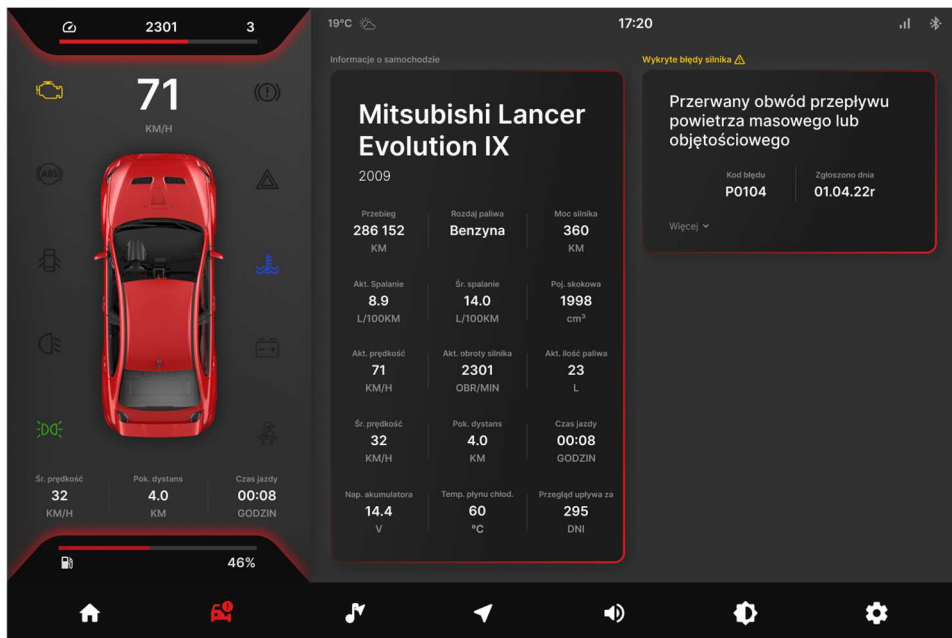 2301 3
71
KM/H
(ABS)
Śr. prędkość Pok. dystans Czas jazdy
32 4.0 00:08
KM/H KM GODZIN
46%
19°C 17:20
Informacje o samochodzie
Mitsubishi Lancer
Evolution IX
2009
Przebieg Rozdaj paliwa Moc silnika
286 152 Benzyna 360
KM KM
Akt. Spalanie Śr. spalanie Poj. skokowa
8.9 14.0 1998
L/100KM L/100KM cm³
Akt. prędkość Akt. obroty silnika Akt. ilość paliwa
71 2301 23
KM/H OBR/MIN L
Śr. prędkość Pok. dystans Czas jazdy
32 4.0 00:08
KM/H KM GODZIN
Nap. akumulatora Temp. płynu chłod. Przegląd upływa za
14.4 60 295
V °C DNI
Wykryte błędy silnika
Przerwany obwód przepływu
powietrza masowego lub
objętościowego
Kod błędu Zgłoszono dnia
P0104 01.04.22r
Więcej